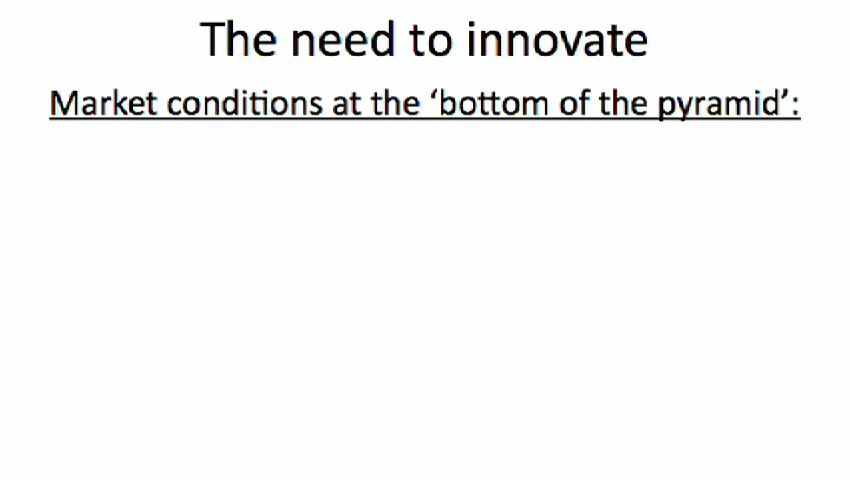 The need to innovate
Market conditions at the ‘bottom of the pyramid’: